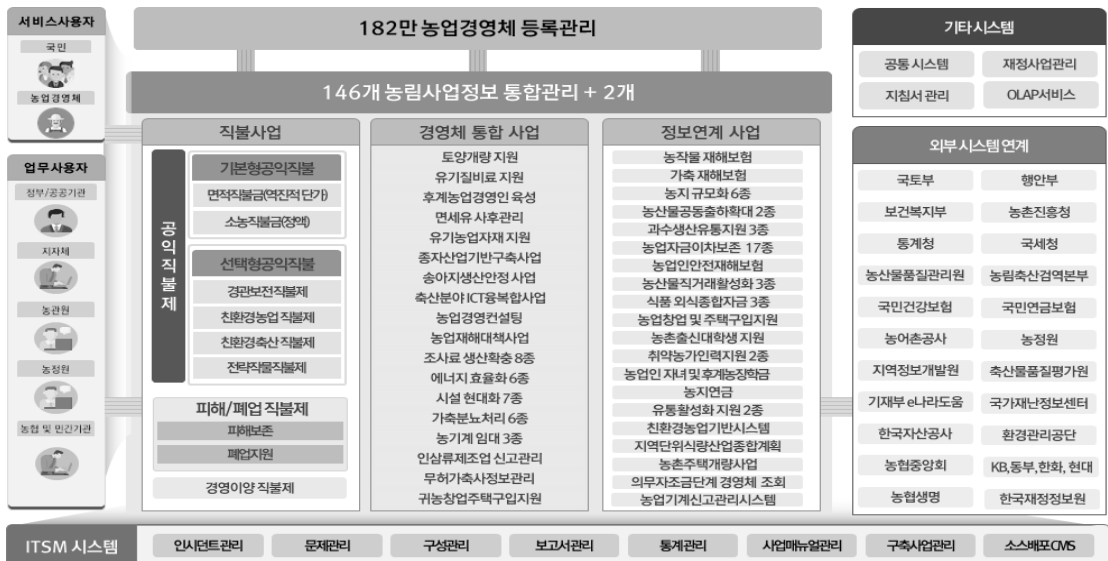 서비스사용자
국민
농업경영체
업무사용자
정부/공공기관
지자체
농관원
농정원
농협 및 민간기관
182만 농업경영체 등록관리
146개 농림사업정보 통합관리 + 2개
직불사업
공익직불제
기본형공익직불
면적직불금(역진적 단가)
소농직불금(정액)
선택형공익직불
경관보전직불제
친환경농업 직불제
친환경축산 직불제
전략작물직불제
피해/폐업 직불제
피해보존
폐업지원
경영이양 직불제
경영체 통합 사업
토양개량 지원
유기질비료 지원
후계농업경영인 육성
면세유 사후관리
유기농업자재 지원
종자산업기반구축사업
송아지생산안정 사업
축산분야 ICT융복합사업
농업경영컨설팅
농업재해대책사업
조사료 생산확충 8종
에너지 효율화 6종
시설 현대화 7종
가축분뇨처리 6종
농기계 임대 3종
인삼류제조업 신고관리
무허가축사정보관리
귀농창업주택구입지원
정보연계 사업
농작물 재해보험
가축 재해보험
농지 규모화 6종
농산물공동출하확대 2종
과수생산유통지원 3종
농업자금이차보존 17종
농업인안전재해보험
농산물직거래활성화 3종
식품 외식종합자금 3종
농업창업 및 주택구입지원
농촌출신대학생 지원
취약농가인력지원 2종
농업인 자녀 및 후계농장학금
농지연금
유통활성화 지원 2종
친환경농업기반시스템
지역단위식량산업종합계획
농촌주택개량사업
의무자조금단계 경영체 조회
농업기계신고관리시스템
기타 시스템
공통 시스템
재정사업관리
지침서 관리
OLAP서비스
외부 시스템 연계
국토부
행안부
보건복지부
농촌진흥청
통계청
국세청
농산물품질관리원
농림축산검역본부
국민건강보험
국민연금보험
농어촌공사
농정원
지역정보개발원
축산물품질평가원
기재부 e나라도움
국가재난정보센터
한국자산공사
환경관리공단
농협중앙회
KB,동부,한화, 현대
농협생명
한국재정정보원
ITSM 시스템
인시던트관리
문제관리
구성관리
보고서관리
통계관리
사업매뉴얼관리
구축사업관리
소스배포CMS